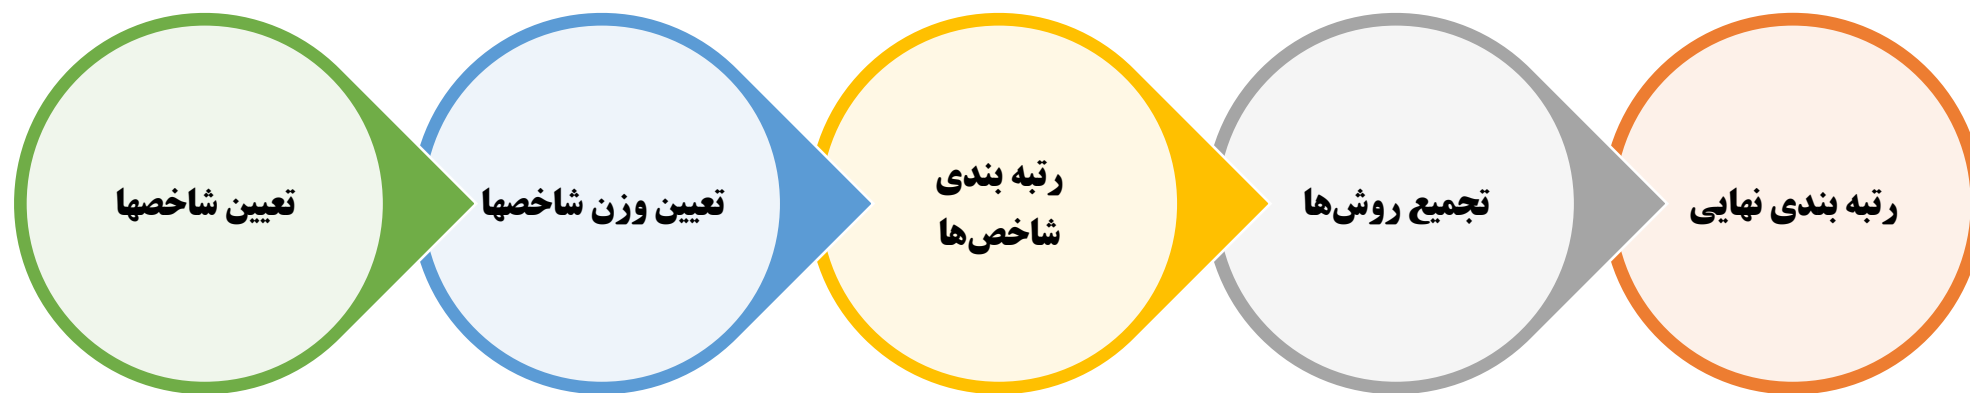 تعیین شاخصها
تعیین وزن شاخصها
رتبه بندی
شاخص‌ها
تجمیع روش‌ها
رتبه بندی نهایی